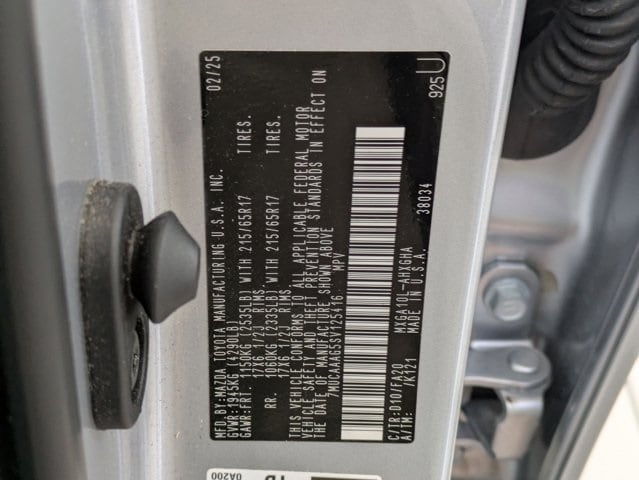 MFD.BY:MAZDA TOYOTA MANUFACTURING U.S.A. INC. 02/25
GVWR:1945KG (4290LB)
GAWR:FRT. 1150KG (2535LB) WITH 215/65R17 TIRES.
17X6 1/2J RIMS.
RR. 1060KG (2335LB) WITH 215/65R17 TIRES.
17X6 1/2J RIMS.
THIS VEHICLE CONFORMS TO ALL APPLICABLE FEDERAL MOTOR
VEHICLE SAFETY AND THEFT PREVENTION STANDARDS IN EFFECT ON
THE DATE OF MANUFACTURE SHOWN ABOVE
7MUCAAAG5SV125416 MPV
38034
C/TR:D10/FA20 MXGA10L-AHXGHA
A/TM: /K121 MADE IN U.S.A.
925U
0A200